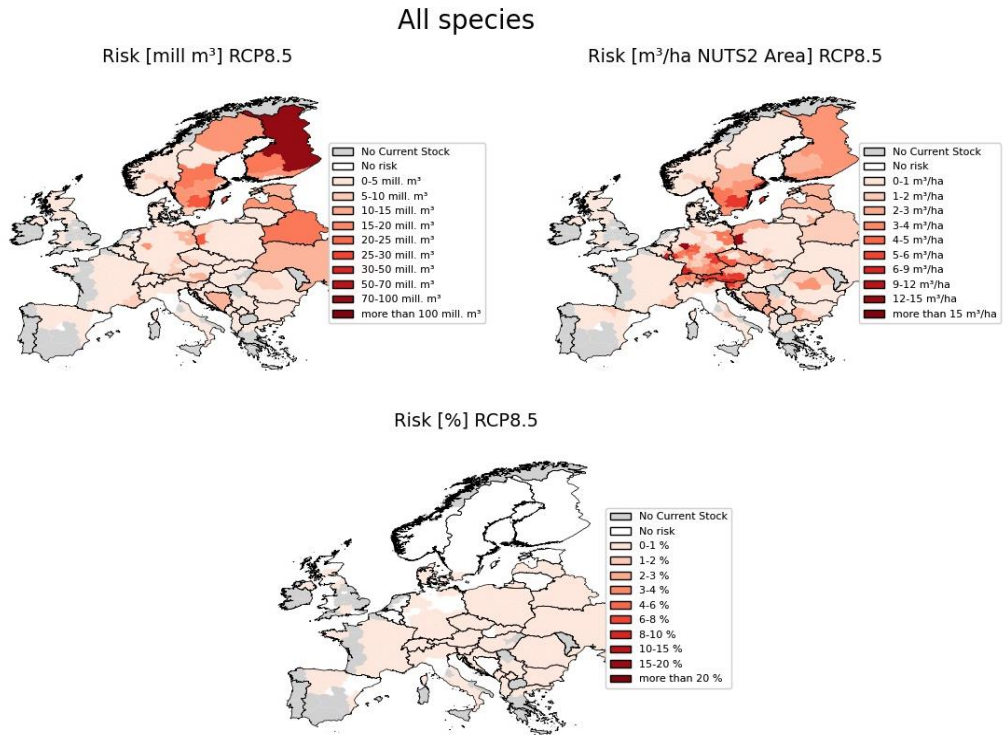 All species
Risk [mill m³] RCP8.5
No Current Stock
No risk
0-5 mill. m³
5-10 mill. m³
10-15 mill. m³
15-20 mill. m³
20-25 mill. m³
25-30 mill. m³
30-50 mill. m³
50-70 mill. m³
70-100 mill. m³
more than 100 mill. m³
Risk [m³/ha NUTS2 Area] RCP8.5
No Current Stock
No risk
0-1 m³/ha
1-2 m³/ha
2-3 m³/ha
3-4 m³/ha
4-5 m³/ha
5-6 m³/ha
6-9 m³/ha
9-12 m³/ha
12-15 m³/ha
more than 15 m³/ha
Risk [%] RCP8.5
No Current Stock
No risk
0-1 %
1-2 %
2-3 %
3-4 %
4-6 %
6-8 %
8-10 %
10-15 %
15-20 %
more than 20 %